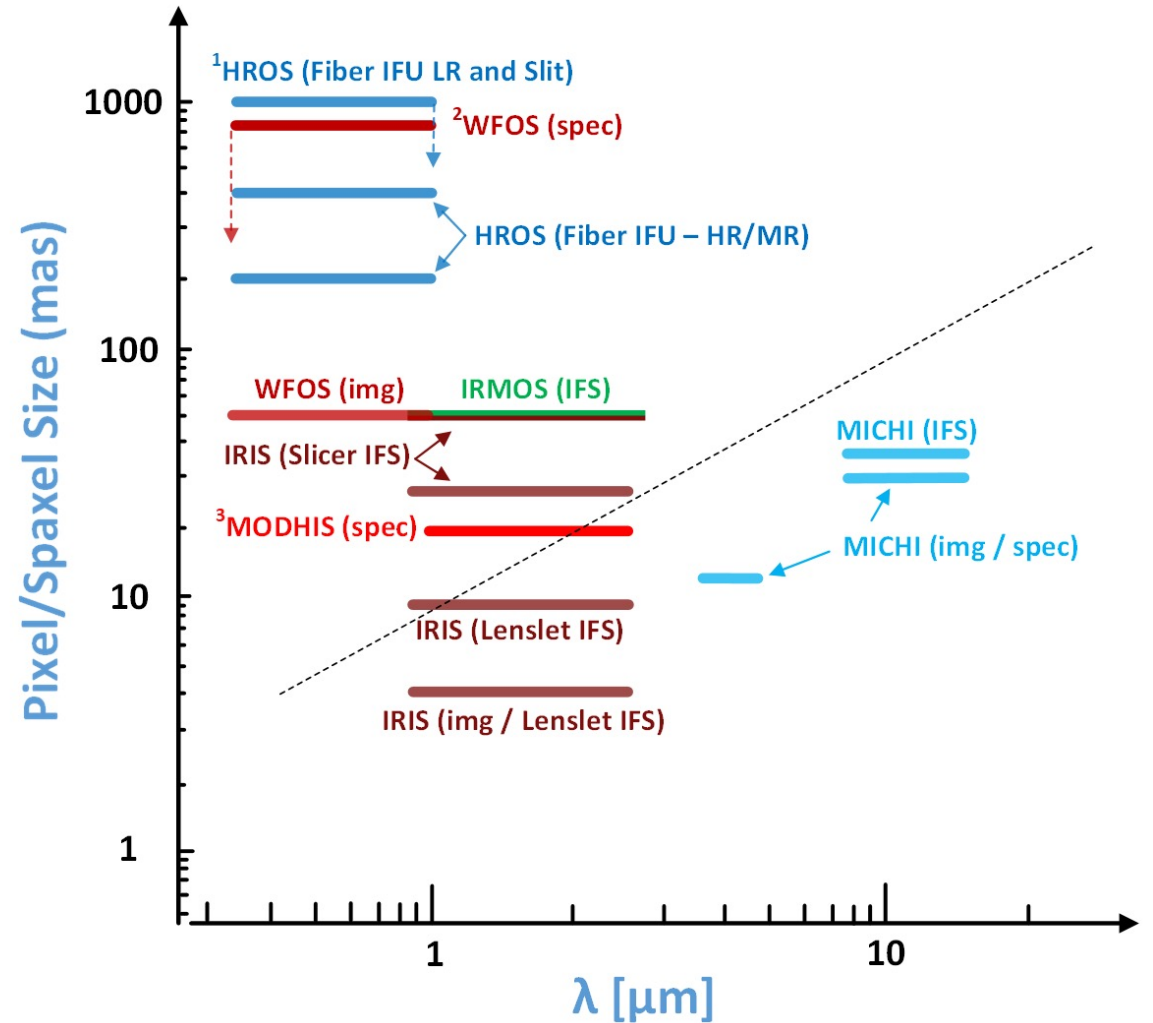 ¹HROS (Fiber IFU LR and Slit)
1000
²WFOS (spec)
HROS (Fiber IFU – HR/MR)
100
WFOS (img)
IRMOS (IFS)
MICHI (IFS)
IRIS (Slicer IFS)
³MODHIS (spec)
MICHI (img / spec)
10
IRIS (Lenslet IFS)
IRIS (img / Lenslet IFS)
1
Pixel/Spaxel Size (mas)
1
10
λ [μm]